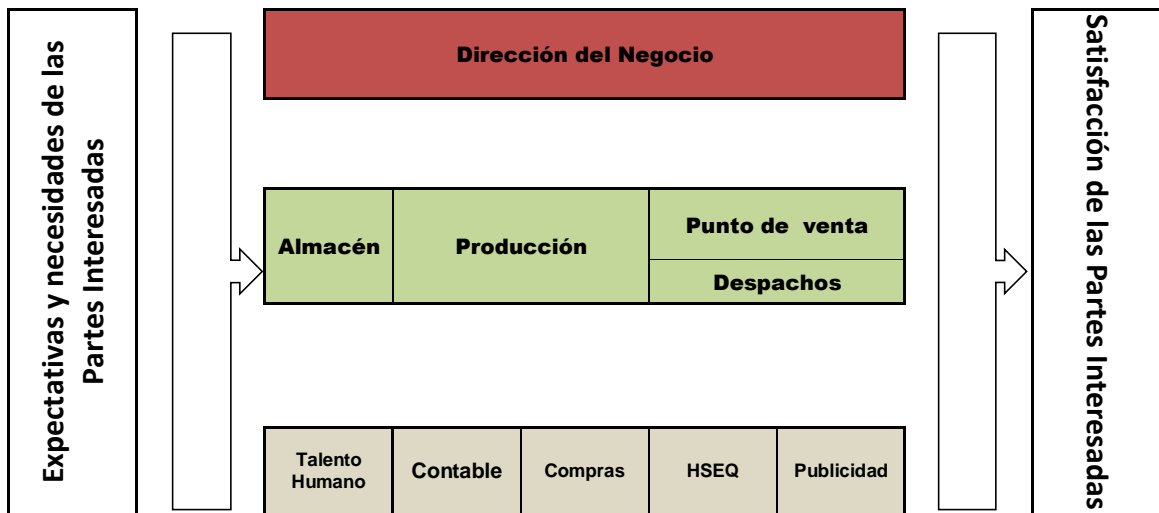 Expectativas y necesidades de las
Partes Interesadas
Dirección del Negocio
Almacén
Producción
Punto de venta
Despachos
Talento
Humano
Contable
Compras
HSEQ
Publicidad
Satisfacción de las Partes Interesadas